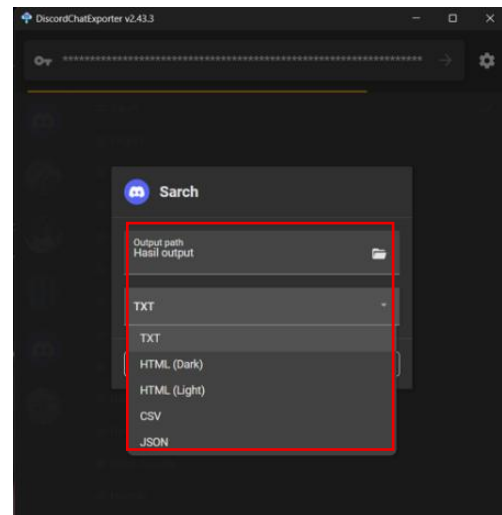 DiscordChatExporter v2.43.3
Sarch
Output path
Hasil output
TXT
TXT
HTML (Dark)
HTML (Light)
CSV
JSON